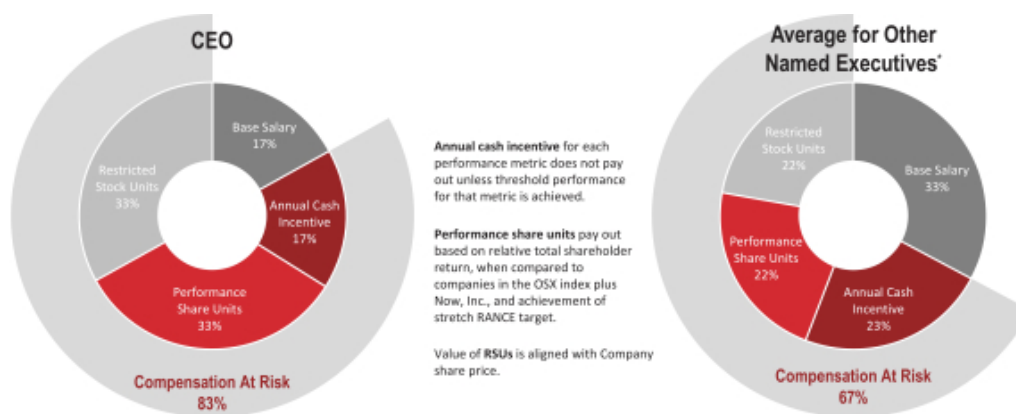 CEO
Base Salary
17%
Annual Cash
Incentive
17%
Performance
Share Units
33%
Restricted
Stock Units
33%
Compensation At Risk
83%
Annual cash incentive for each
performance metric does not pay
out unless threshold performance
for that metric is achieved.
Performance share units pay out
based on relative total shareholder
return, when compared to
companies in the OSX index plus
Now, Inc., and achievement of
stretch RANCE target.
Value of RSUs is aligned with Company
share price.
Average for Other
Named Executives*
Base Salary
33%
Annual Cash
Incentive
23%
Performance
Share Units
22%
Restricted
Stock Units
22%
Compensation At Risk
67%